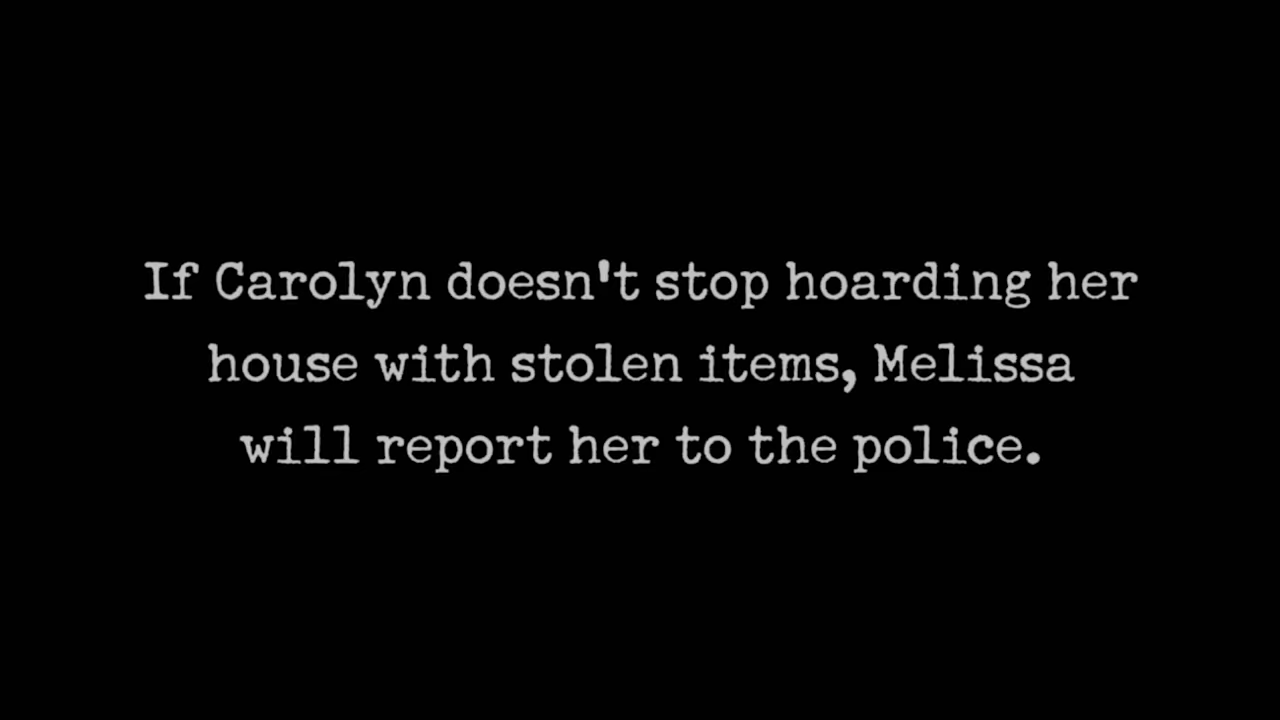 If Carolyn doesn't stop hoarding her
house with stolen items, Melissa
will report her to the police.